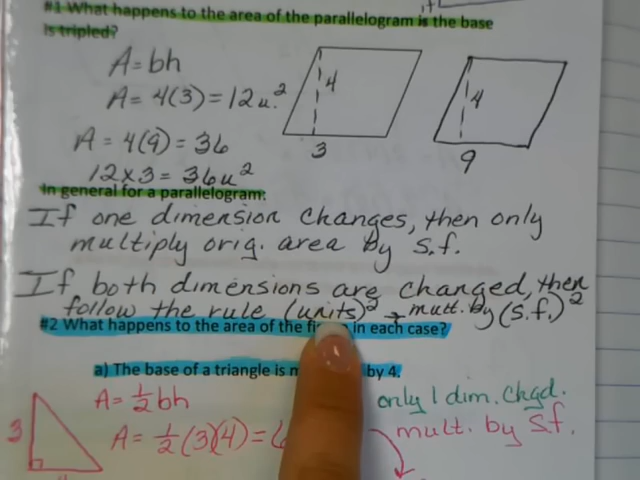 #1 What happens to the area of the parallelogram is the base
is tripled?
A = bh
A = 4(3) = 12u.²
4
3
4
9
A = 4(9) = 36
12x3 = 36u²
In general for a parallelogram:
If one dimension changes, then only
multiply orig. area by s.f.
If both dimensions are changed, then
follow the rule (units)² → mult. by (s.f.)²
#2 What happens to the area of the in each case?
a) The base of a triangle is by 4.
3
A = ½bh
A = ½(3)(4) =
only 1 dim. chgd.
mult. by s.f.